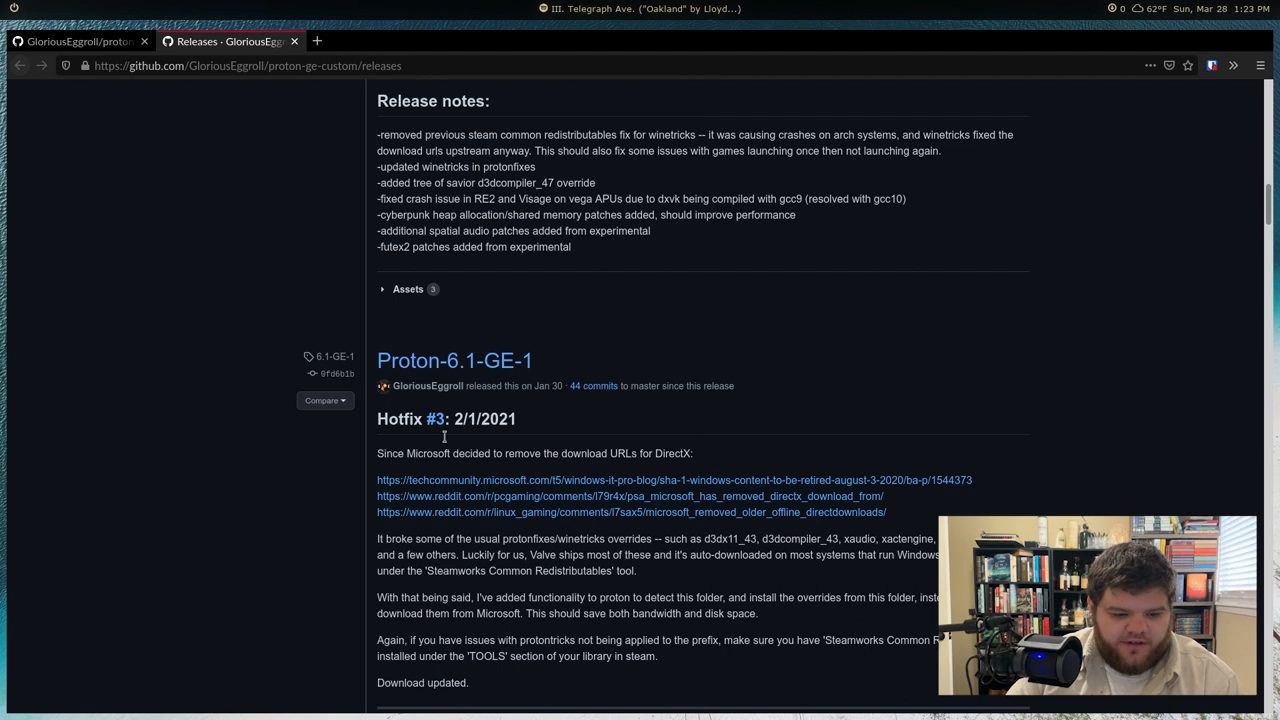 III. Telegraph Ave. ("Oakland" by Lloyd...)
0 62°F Sun, Mar 28 1:23 PM
GloriousEggroll/proton
Releases · GloriousEggr
https://github.com/GloriousEggroll/proton-ge-custom/releases
Release notes:
-removed previous steam common redistributables fix for winetricks -- it was causing crashes on arch systems, and winetricks fixed the
download urls upstream anyway. This should also fix some issues with games launching once then not launching again.
-updated winetricks in protonfixes
-added tree of savior d3dcompiler_47 override
-fixed crash issue in RE2 and Visage on vega APUs due to dxvk being compiled with gcc9 (resolved with gcc10)
-cyberpunk heap allocation/shared memory patches added, should improve performance
-additional spatial audio patches added from experimental
-futex2 patches added from experimental
Assets 3
6.1-GE-1
0fd6b1b
Compare
Proton-6.1-GE-1
GloriousEggroll released this on Jan 30 · 44 commits to master since this release
Hotfix #3: 2/1/2021
Since Microsoft decided to remove the download URLs for DirectX:
https://techcommunity.microsoft.com/t5/windows-it-pro-blog/sha-1-windows-content-to-be-retired-august-3-2020/ba-p/1544373
https://www.reddit.com/r/pcgaming/comments/l79r4x/psa_microsoft_has_removed_directx_download_from/
https://www.reddit.com/r/linux_gaming/comments/l7sax5/microsoft_removed_older_offline_directdownloads/
It broke some of the usual protonfixes/winetricks overrides -- such as d3dx11_43, d3dcompiler_43, xaudio, xactengine,
and a few others. Luckily for us, Valve ships most of these and it's auto-downloaded on most systems that run Windows
under the 'Steamworks Common Redistributables' tool.
With that being said, I've added functionality to proton to detect this folder, and install the overrides from this folder, inste
download them from Microsoft. This should save both bandwidth and disk space.
Again, if you have issues with protontricks not being applied to the prefix, make sure you have 'Steamworks Common R
installed under the 'TOOLS' section of your library in steam.
Download updated.